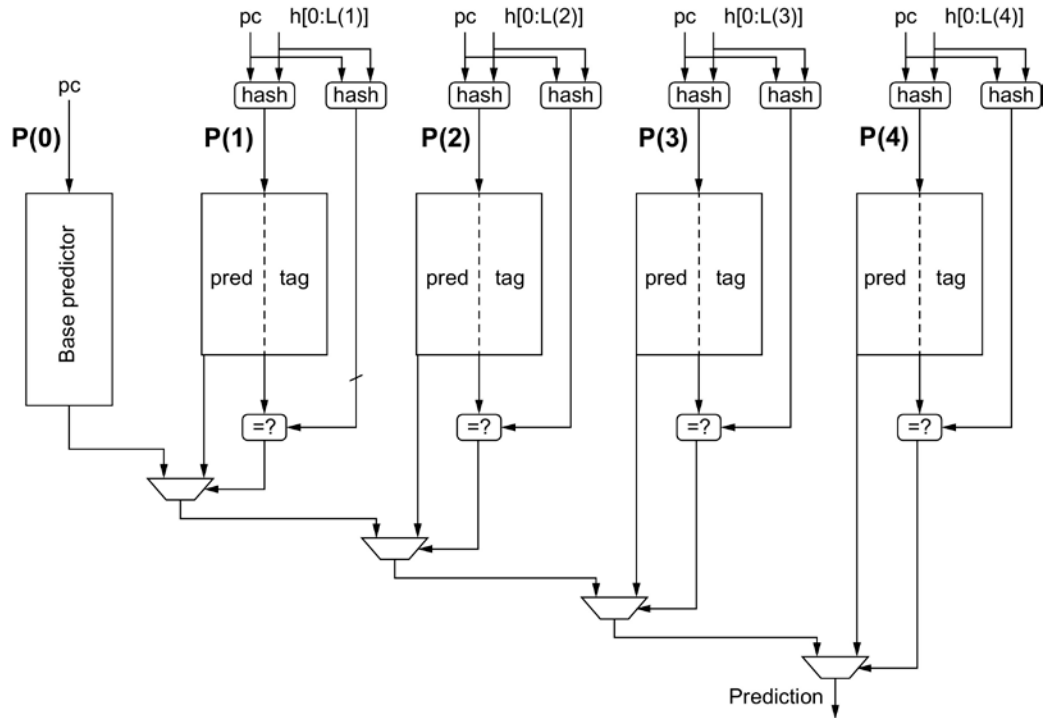 pc h[0:L(1)] pc h[0:L(2)] pc h[0:L(3)] pc h[0:L(4)]
pc hash hash hash hash hash hash hash hash
P(0) P(1) P(2) P(3) P(4)
Base predictor
pred tag pred tag pred tag pred tag
=? =? =? =?
Prediction